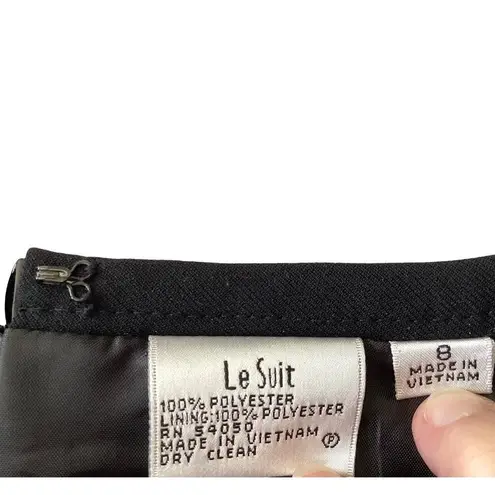 Le Suit
100% POLYESTER
LINING:100% POLYESTER
RN 54050
MADE IN VIETNAM Ⓟ
DRY CLEAN
8
MADE IN
VIETNAM